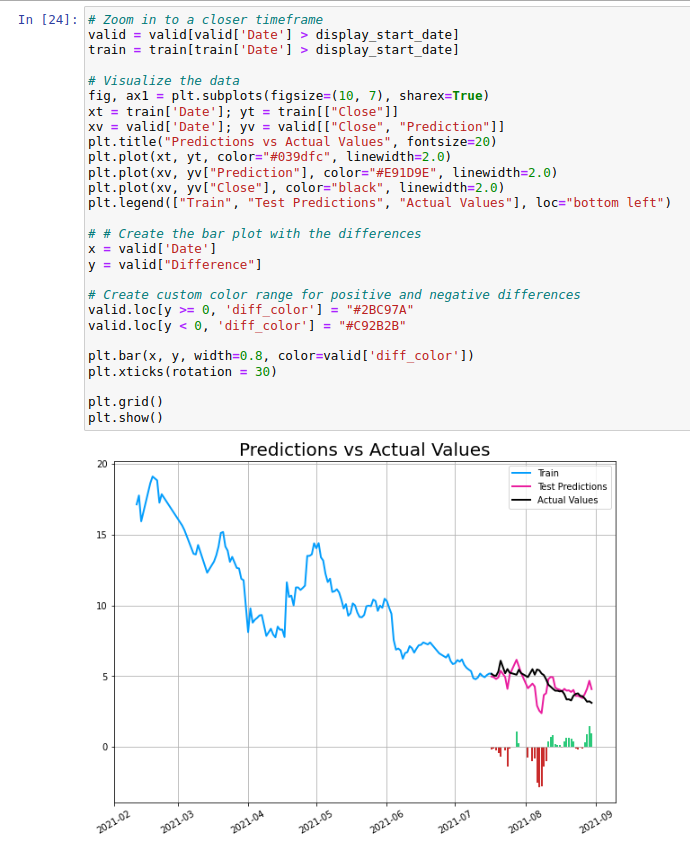 In [24]:
# Zoom in to a closer timeframe
valid = valid[valid['Date'] > display_start_date]
train = train[train['Date'] > display_start_date]
# Visualize the data
fig, ax1 = plt.subplots(figsize=(10, 7), sharex=True)
xt = train['Date']; yt = train[["Close"]]
xv = valid['Date']; yv = valid[["Close", "Prediction"]]
plt.title("Predictions vs Actual Values", fontsize=20)
plt.plot(xt, yt, color="#039dfc", linewidth=2.0)
plt.plot(xv, yv["Prediction"], color="#E91D9E", linewidth=2.0)
plt.plot(xv, yv["Close"], color="black", linewidth=2.0)
plt.legend(["Train", "Test Predictions", "Actual Values"], loc="bottom left")
# # Create the bar plot with the differences
x = valid['Date']
y = valid["Difference"]
# Create custom color range for positive and negative differences
valid.loc[y >= 0, 'diff_color'] = "#2BC97A"
valid.loc[y < 0, 'diff_color'] = "#C92B2B"
plt.bar(x, y, width=0.8, color=valid['diff_color'])
plt.xticks(rotation = 30)
plt.grid()
plt.show()
Predictions vs Actual Values
Train
Test Predictions
Actual Values
20
15
10
5
0
2021-02
2021-03
2021-04
2021-05
2021-06
2021-07
2021-08
2021-09